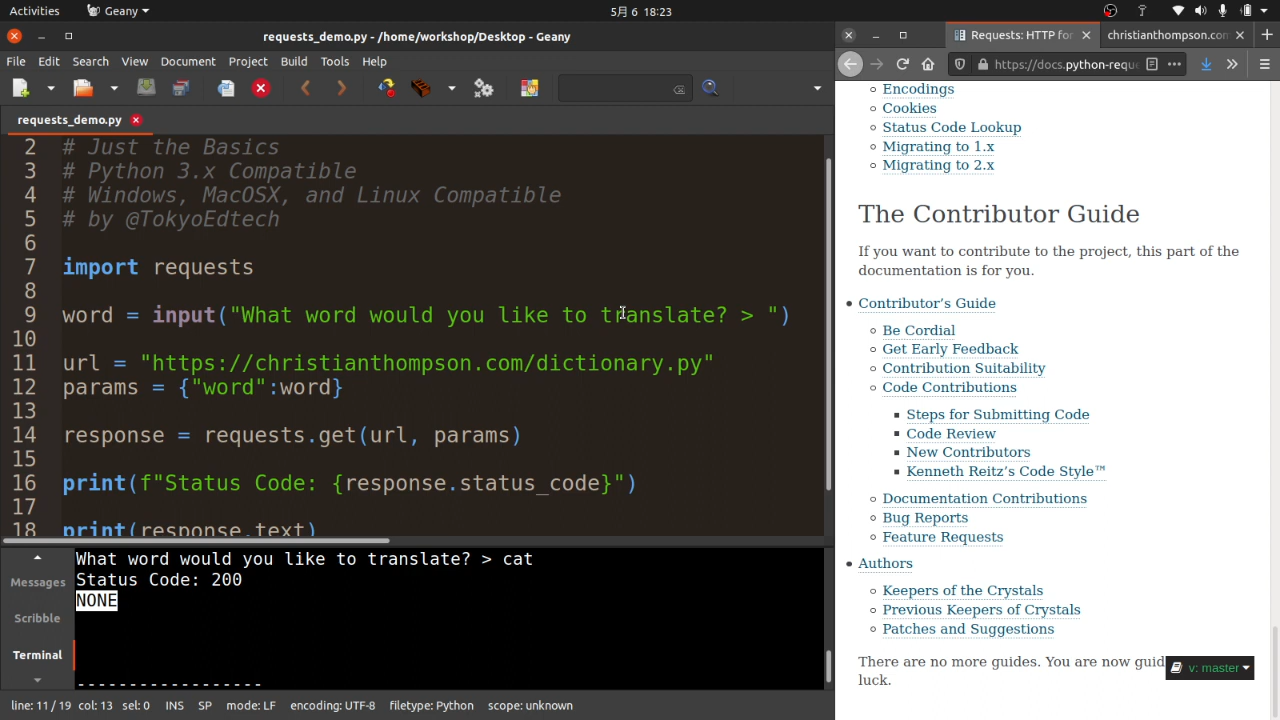 Activities
Geany
5月 6 18:23
requests_demo.py - /home/workshop/Desktop - Geany
File Edit Search View Document Project Build Tools Help
requests_demo.py
2 # Just the Basics
3 # Python 3.x Compatible
4 # Windows, MacOSX, and Linux Compatible
5 # by @TokyoEdtech
6
7 import requests
8
9 word = input("What word would you like to translate? > ")
10
11 url = "https://christianthompson.com/dictionary.py"
12 params = {"word":word}
13
14 response = requests.get(url, params)
15
16 print(f"Status Code: {response.status_code}")
17
18 print(response.text)
Messages
Scribble
Terminal
What word would you like to translate? > cat
Status Code: 200
NONE
------------------
line: 11 / 19 col: 13 sel: 0 INS SP mode: LF encoding: UTF-8 filetype: Python scope: unknown
Requests: HTTP for
christianthompson.com
https://docs.python-reque
Encodings
Cookies
Status Code Lookup
Migrating to 1.x
Migrating to 2.x
The Contributor Guide
If you want to contribute to the project, this part of the
documentation is for you.
Contributor’s Guide
Be Cordial
Get Early Feedback
Contribution Suitability
Code Contributions
Steps for Submitting Code
Code Review
New Contributors
Kenneth Reitz’s Code Style™
Documentation Contributions
Bug Reports
Feature Requests
Authors
Keepers of the Crystals
Previous Keepers of Crystals
Patches and Suggestions
There are no more guides. You are now guid
luck.
v: master